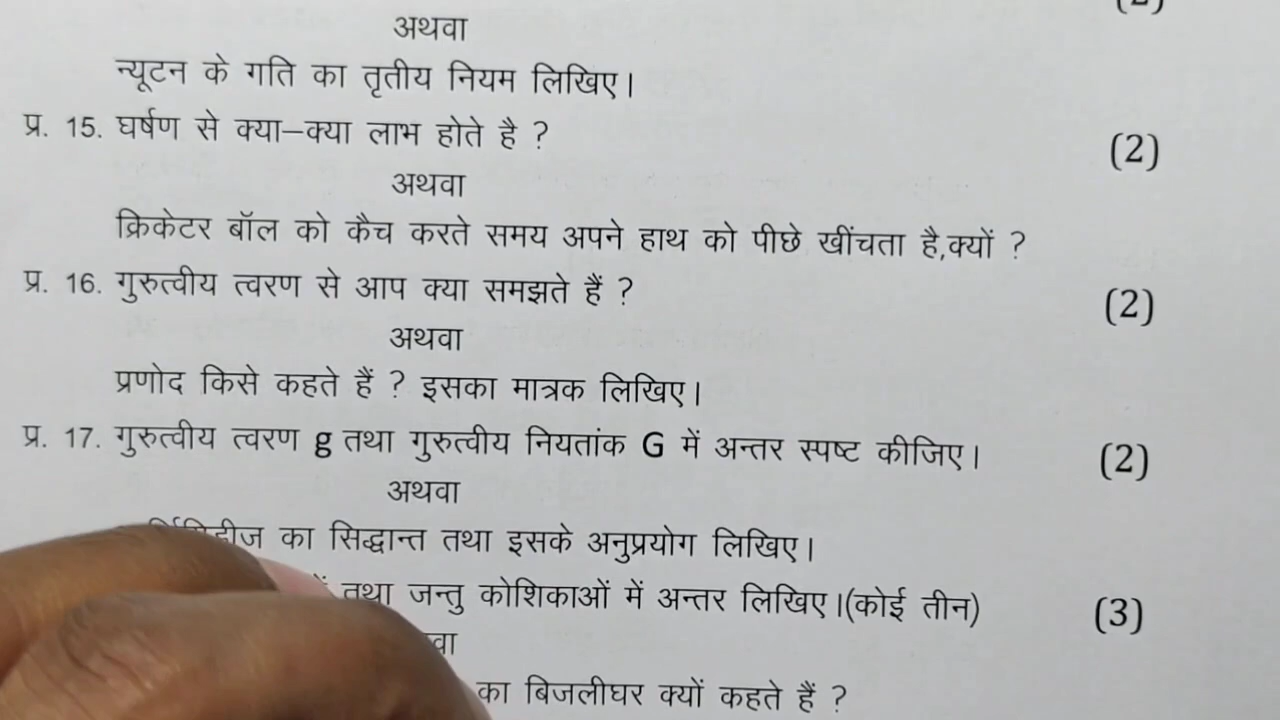 अथवा
न्यूटन के गति का तृतीय नियम लिखिए।
प्र. 15. घर्षण से क्या–क्या लाभ होते है ? (2)
अथवा
क्रिकेटर बॉल को कैच करते समय अपने हाथ को पीछे खींचता है,क्यों ?
प्र. 16. गुरुत्वीय त्वरण से आप क्या समझते हैं ? (2)
अथवा
प्रणोद किसे कहते हैं ? इसका मात्रक लिखिए।
प्र. 17. गुरुत्वीय त्वरण g तथा गुरुत्वीय नियतांक G में अन्तर स्पष्ट कीजिए। (2)
अथवा
का सिद्धान्त तथा इसके अनुप्रयोग लिखिए।
तथा जन्तु कोशिकाओं में अन्तर लिखिए।(कोई तीन) (3)
का बिजलीघर क्यों कहते हैं ?